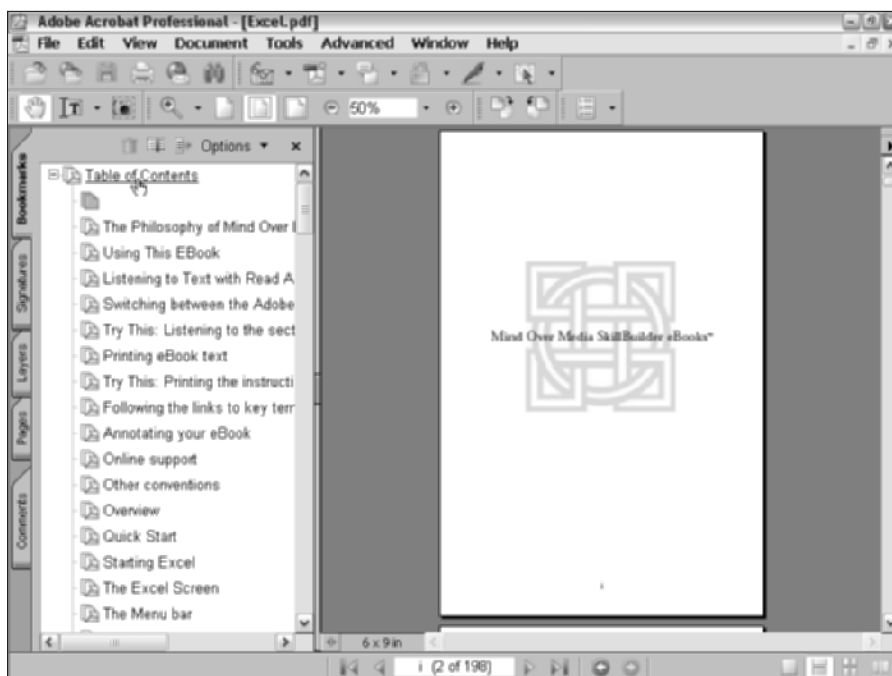 Adobe Acrobat Professional - [Excel.pdf]
File Edit View Document Tools Advanced Window Help
50%
Options
Bookmarks
Signatures
Layers
Pages
Comments
Table of Contents
The Philosophy of Mind Over
Using This EBook
Listening to Text with Read A
Switching between the Adobe
Try This: Listening to the sect
Printing eBook text
Try This: Printing the instructi
Following the links to key terr
Annotating your eBook
Online support
Other conventions
Overview
Quick Start
Starting Excel
The Excel Screen
The Menu bar
Mind Over Media SkillBuilder eBooks™
i
6 x 9 in
i (2 of 198)